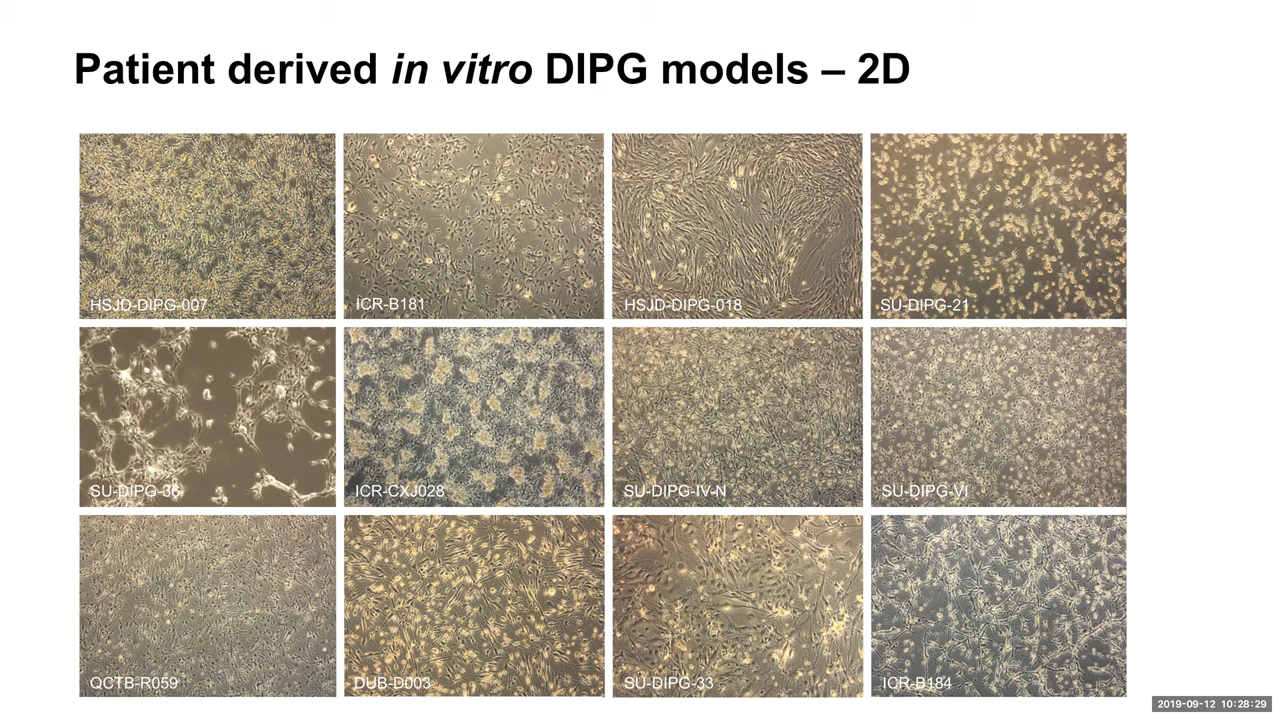 Patient derived in vitro DIPG models – 2D
HSJD-DIPG-007
ICR-B181
HSJD-DIPG-018
SU-DIPG-21
SU-DIPG-36
ICR-CXJ028
SU-DIPG-IV-N
SU-DIPG-VI
QCTB-R059
DUB-D003
SU-DIPG-33
ICR-B184
2019-09-12 10:28:29